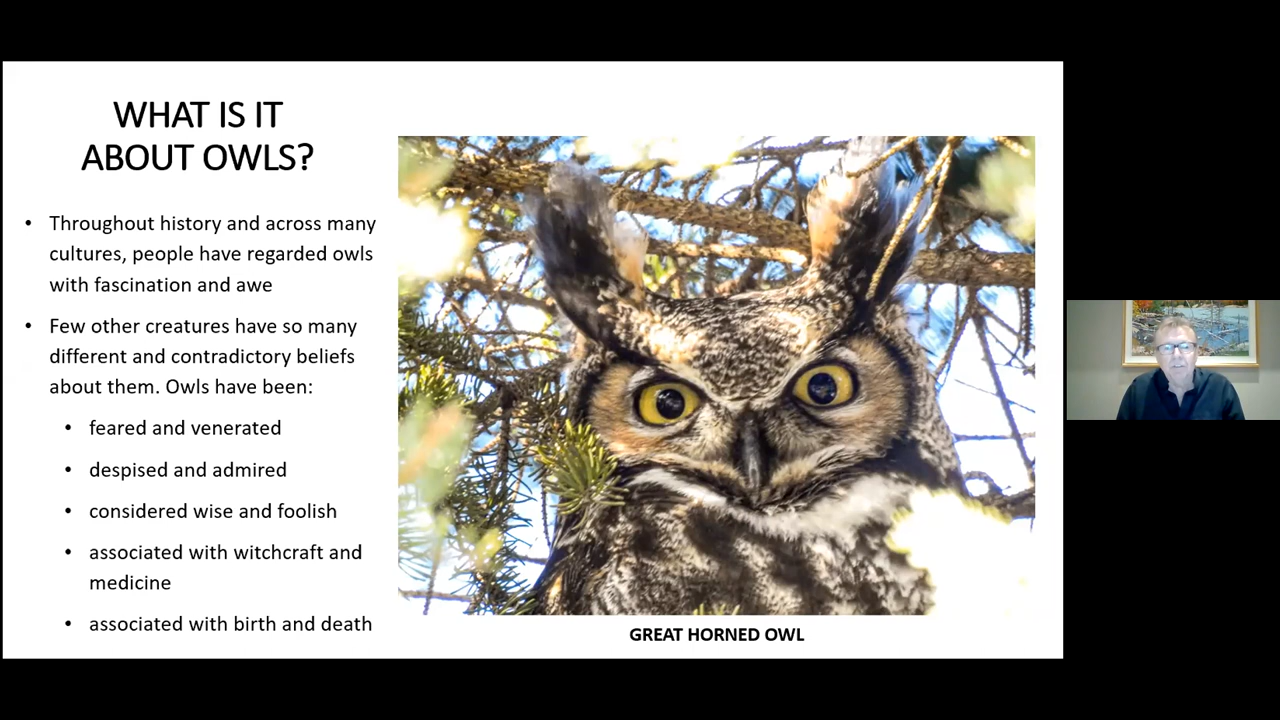 WHAT IS IT
ABOUT OWLS?
• Throughout history and across many
cultures, people have regarded owls
with fascination and awe
• Few other creatures have so many
different and contradictory beliefs
about them. Owls have been:
• feared and venerated
• despised and admired
• considered wise and foolish
• associated with witchcraft and
medicine
• associated with birth and death
GREAT HORNED OWL